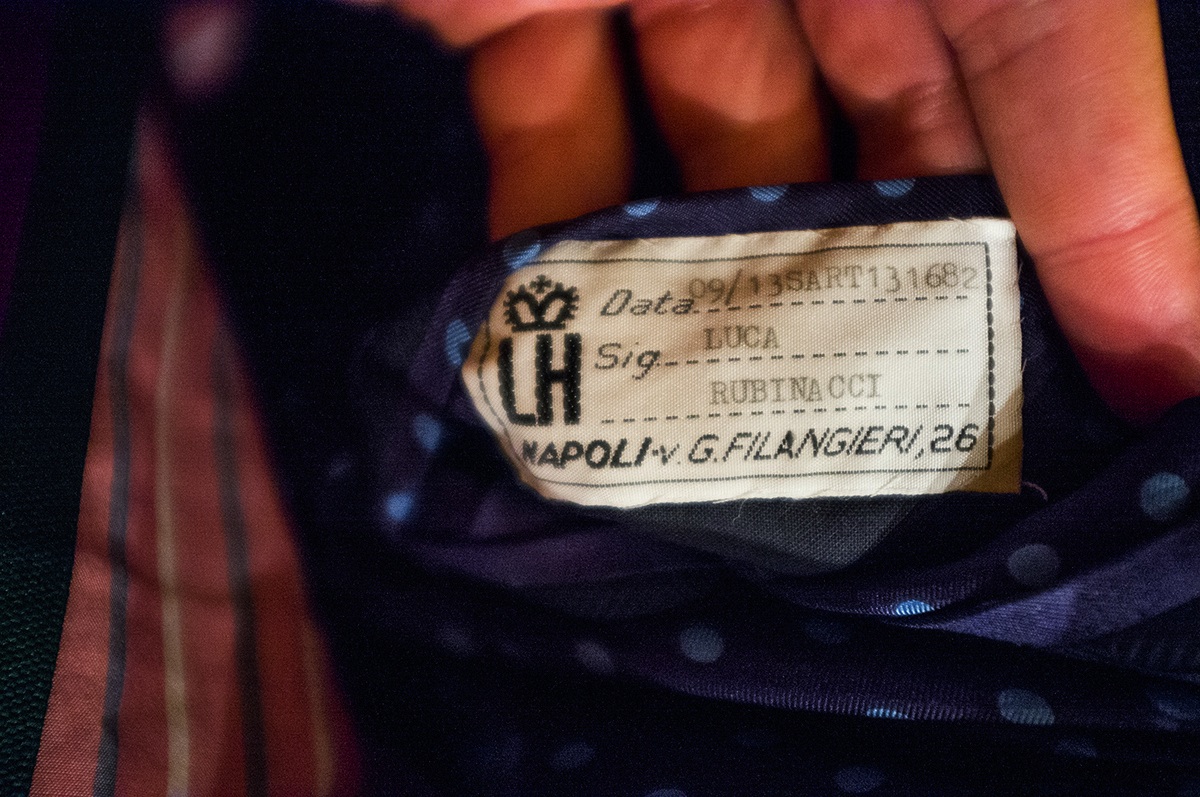 Data 09/13SART131682
LH
Sig. LUCA
RUBINACCI
NAPOLI·v. G.FILANGIERI,26